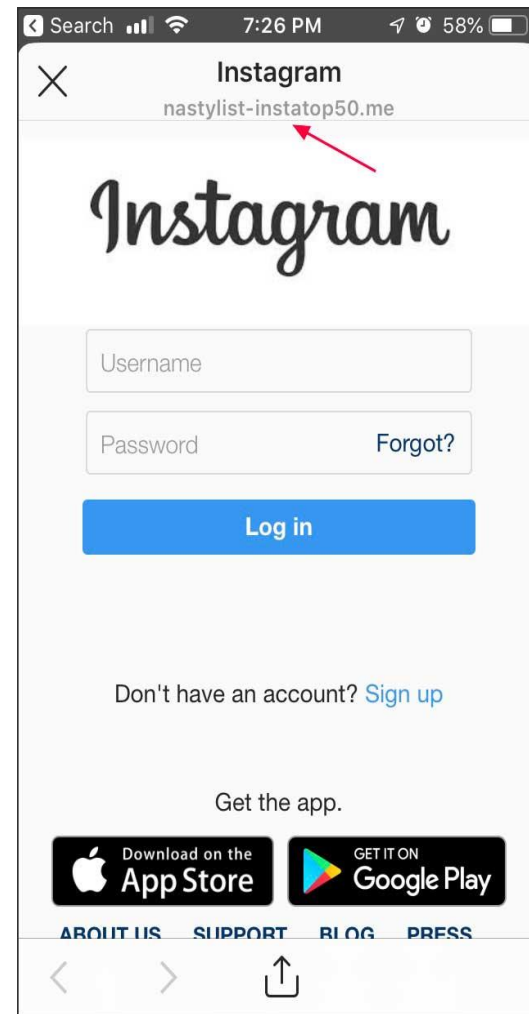 Search 7:26 PM 58%
Instagram
nastylist-instatop50.me
Instagram
Username
Password Forgot?
Log in
Don't have an account? Sign up
Get the app.
Download on the GET IT ON
App Store Google Play
ABOUT US SUPPORT BLOG PRESS